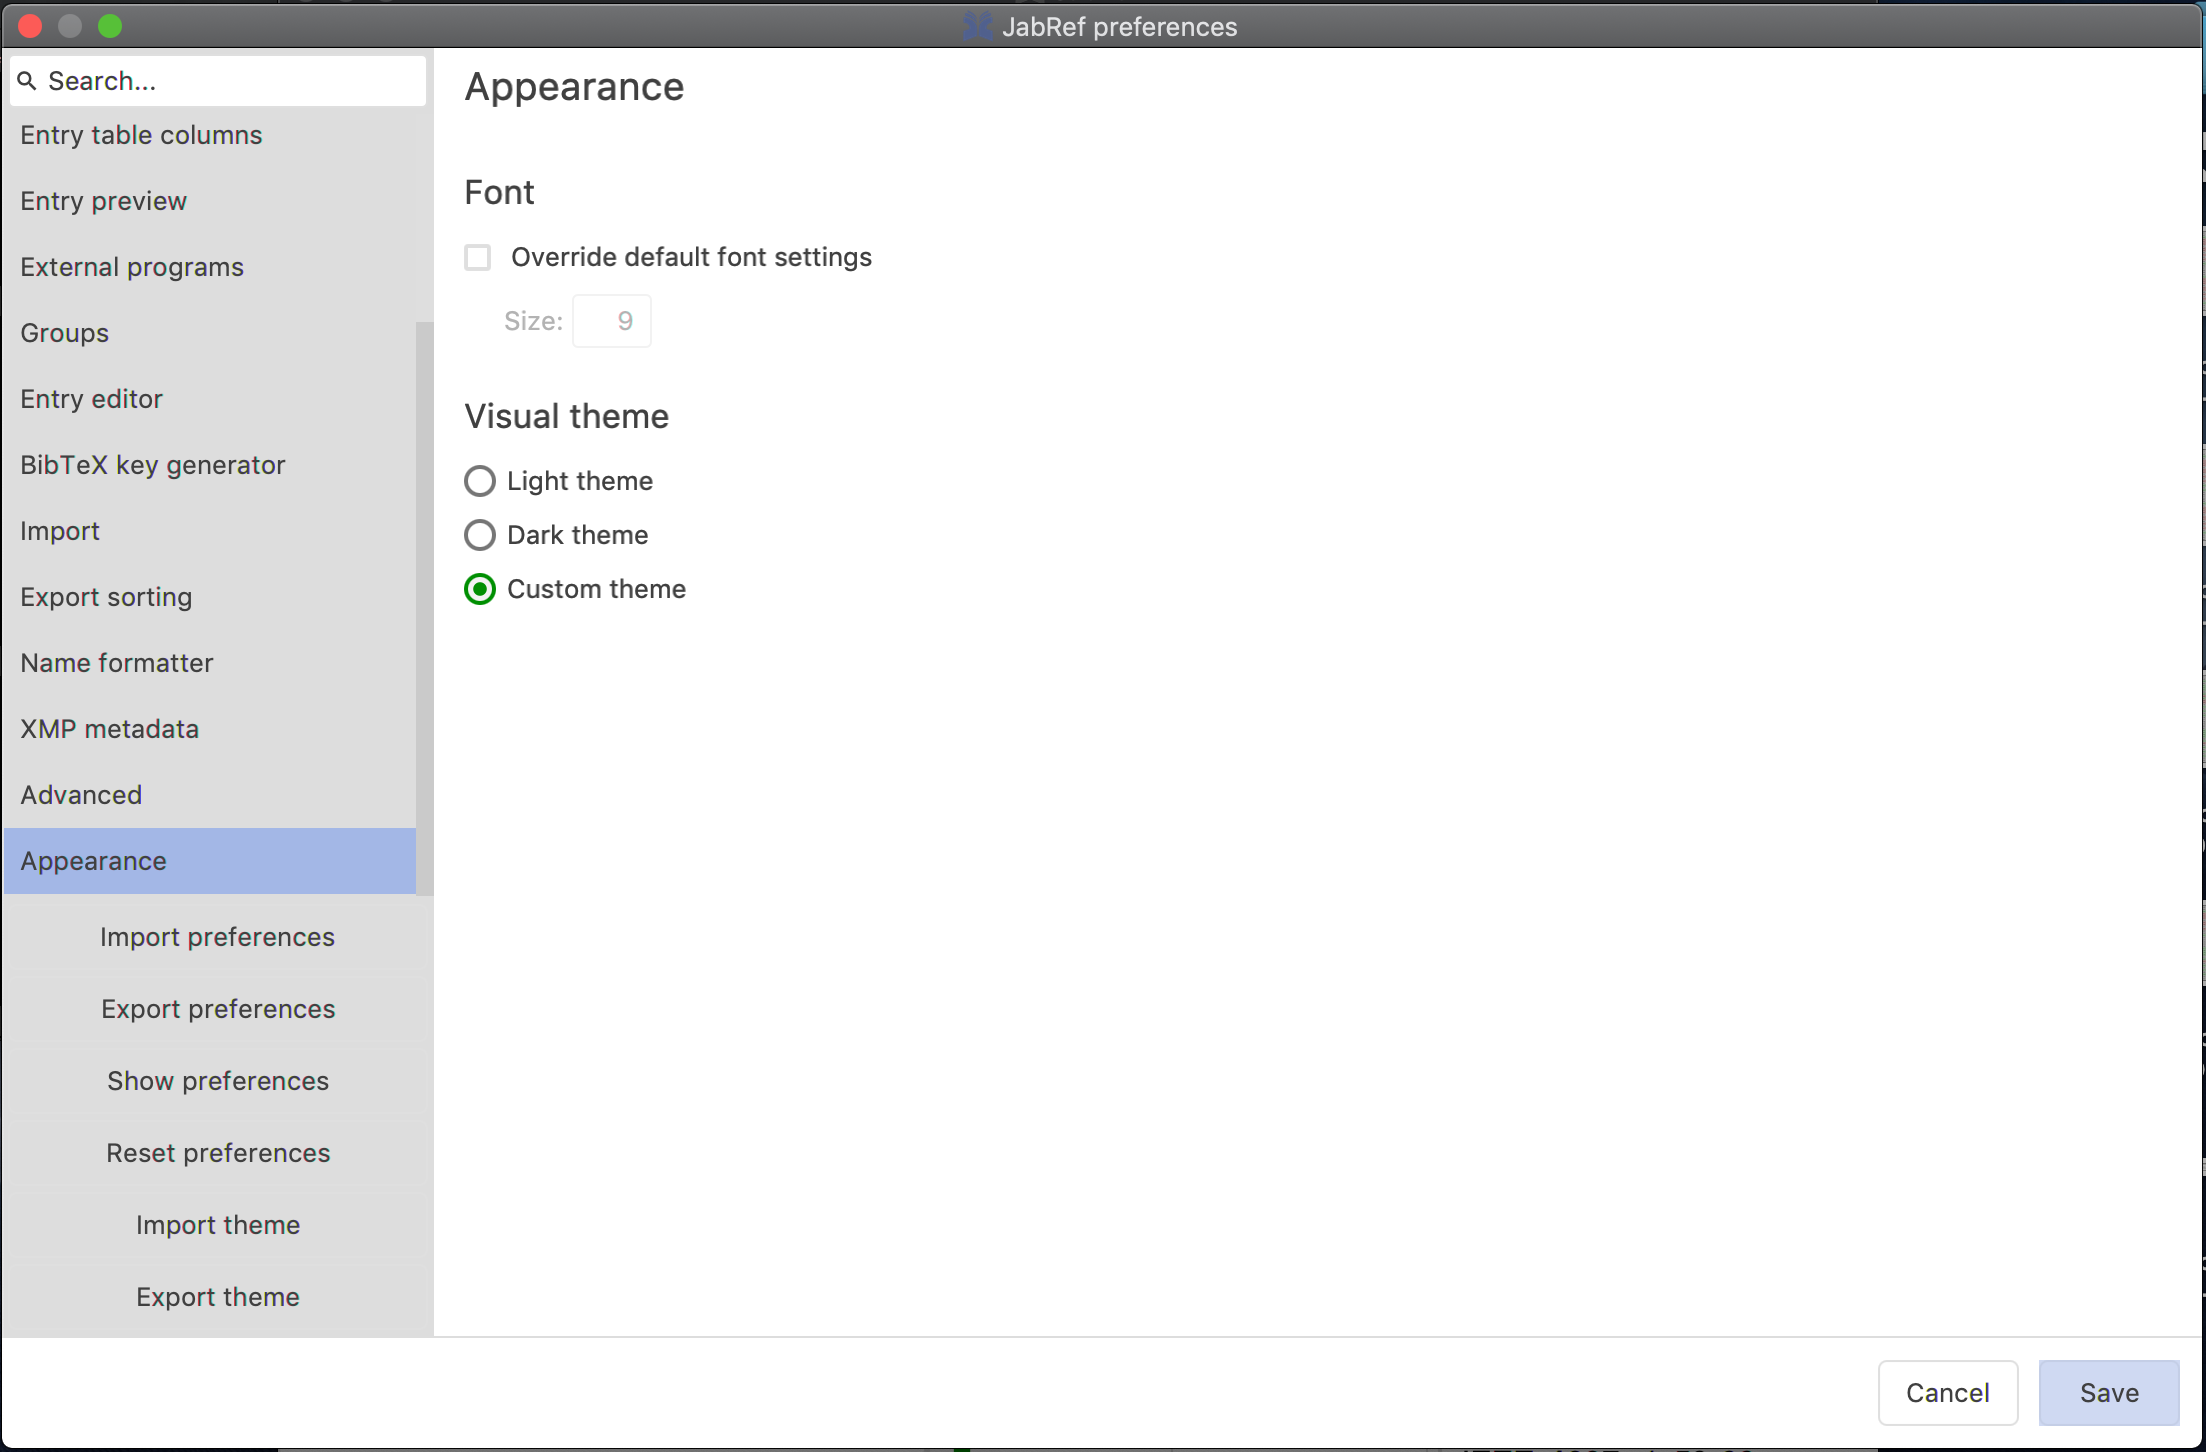 JabRef preferences
Search...
Entry table columns
Entry preview
External programs
Groups
Entry editor
BibTeX key generator
Import
Export sorting
Name formatter
XMP metadata
Advanced
Appearance
Import preferences
Export preferences
Show preferences
Reset preferences
Import theme
Export theme
Appearance
Font
Override default font settings
Size: 9
Visual theme
Light theme
Dark theme
Custom theme
Cancel
Save